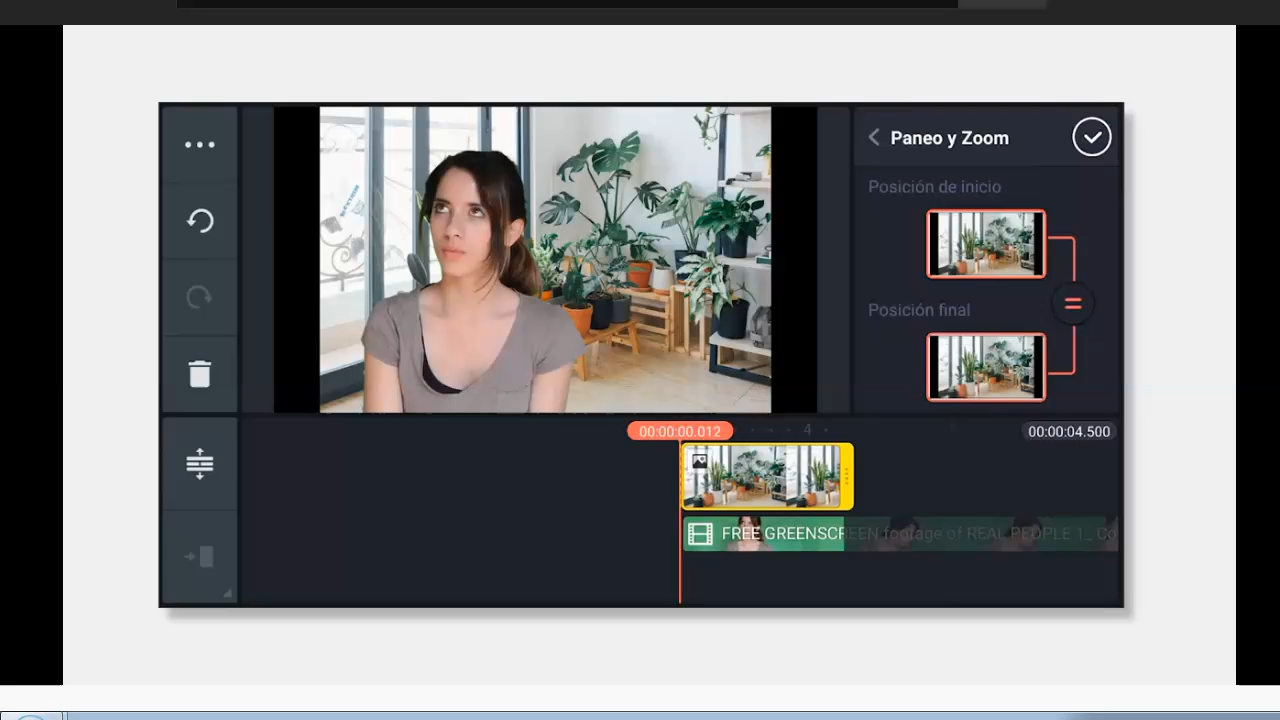 Paneo y Zoom
Posición de inicio
Posición final
00:00:00.012
4
00:00:04.500
FREE GREENSCREEN footage of REAL PEOPLE 1_ Co